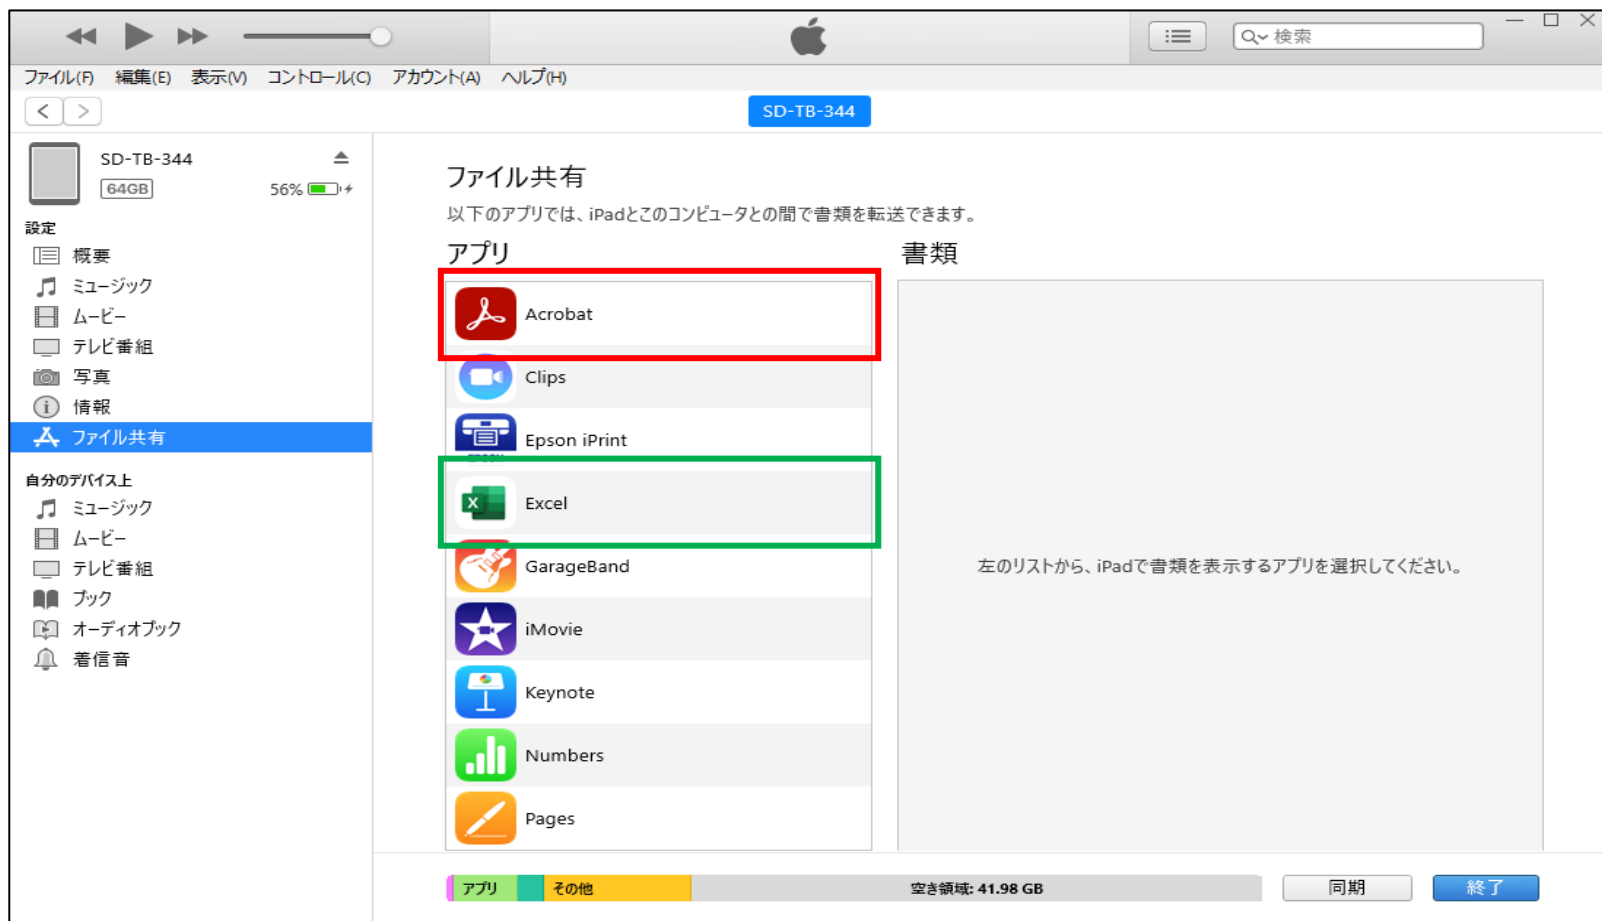 検索
ファイル(F) 編集(E) 表示(V) コントロール(C) アカウント(A) ヘルプ(H)
SD-TB-344
SD-TB-344
64GB 56%
設定
概要
ミュージック
ムービー
テレビ番組
写真
情報
ファイル共有
自分のデバイス上
ミュージック
ムービー
テレビ番組
ブック
オーディオブック
着信音
ファイル共有
以下のアプリでは、iPadとこのコンピュータとの間で書類を転送できます。
アプリ
Acrobat
Clips
Epson iPrint
Excel
GarageBand
iMovie
Keynote
Numbers
Pages
書類
左のリストから、iPadで書類を表示するアプリを選択してください。
アプリ その他 空き領域: 41.98 GB 同期 終了